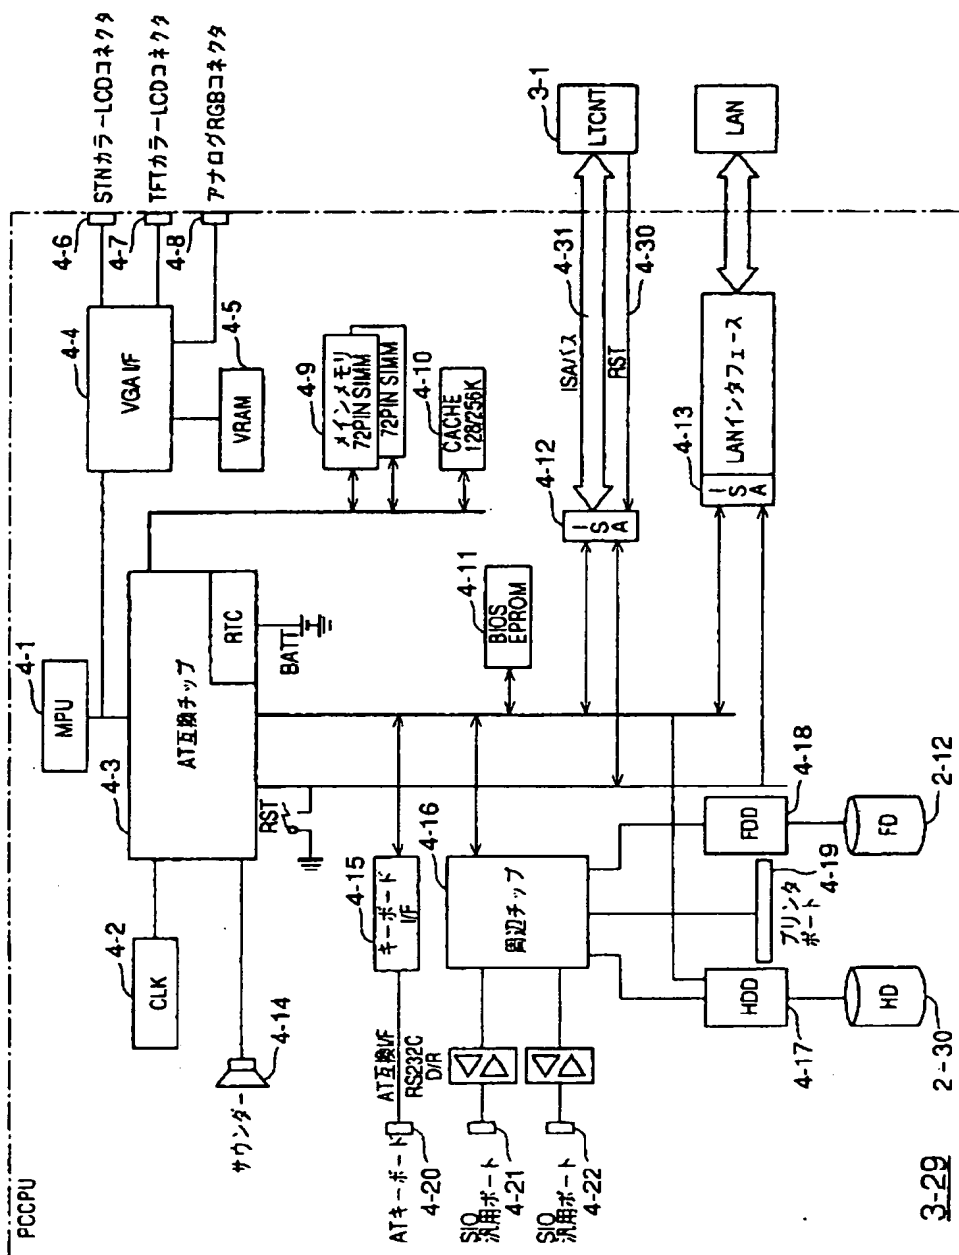 PCCPU
MPU
4-1
CLK
4-2
サウンダー
4-14
4-3
AT互換チップ
RTC
BATT
RST
VGA I/F
4-4
VRAM
4-5
4-6
STNカラーLCDコネクタ
4-7
TFTカラーLCDコネクタ
4-8
アナログRGBコネクタ
4-9
メインメモリ
72PIN SIMM
72PIN SIMM
4-10
CACHE
128/256K
4-11
BIOS
EPROM
4-12
ISA
ISAバス
4-31
RST
4-30
3-1
LTCNT
4-13
ISA
LANインタフェース
LAN
4-15
キーボード
I/F
AT互換I/F
ATキーボード
4-20
RS232C
D/R
4-16
周辺チップ
SIO
汎用ポート
4-21
SIO
汎用ポート
4-22
HDD
4-17
HD
2-30
プリンタ
ポート
4-19
FDD
4-18
FD
2-12
3-29